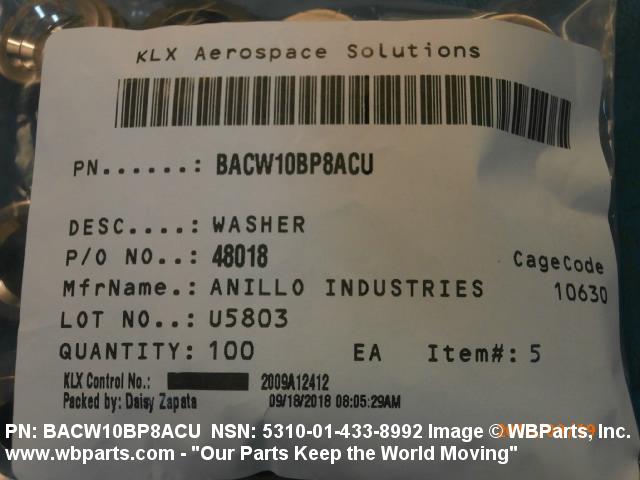 KLX Aerospace Solutions
PN......: BACW10BP8ACU
DESC....: WASHER
P/O NO..: 48018
CageCode
MfrName.: ANILLO INDUSTRIES 10630
LOT NO..: U5803
QUANTITY: 100 EA Item#: 5
KLX Control No.: 2009A12412
Packed by: Daisy Zapata 09/18/2018 08:05:29AM
PN: BACW10BP8ACU NSN: 5310-01-433-8992 Image © WBParts, Inc.
www.wbparts.com - "Our Parts Keep the World Moving"